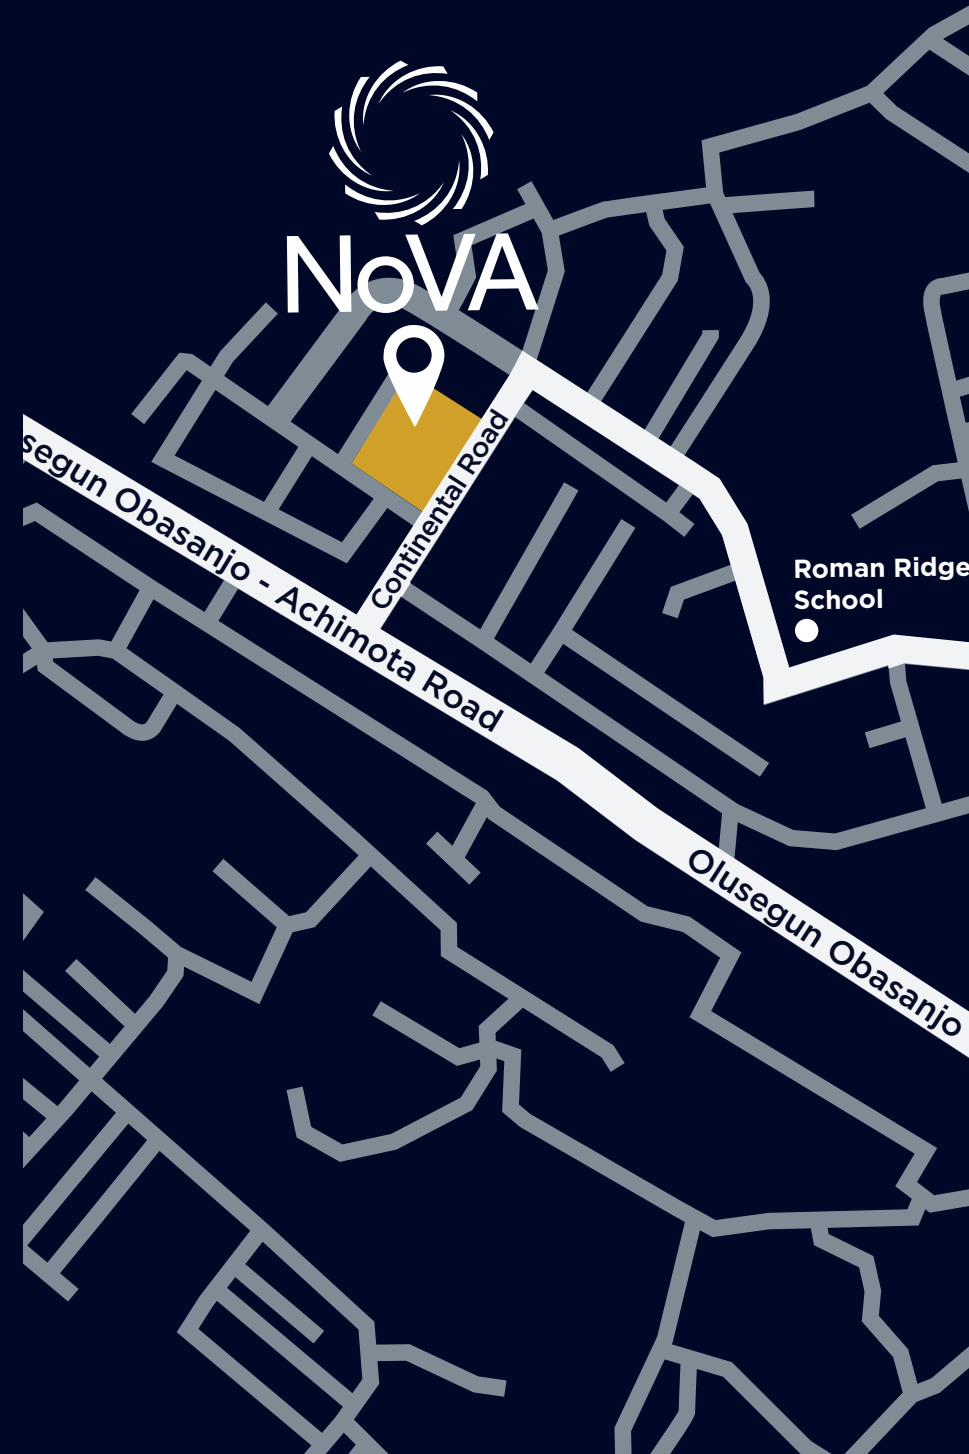 NoVA
Continental Road
segun Obasanjo - Achimota Road
Roman Ridge
School
Olusegun Obasanjo